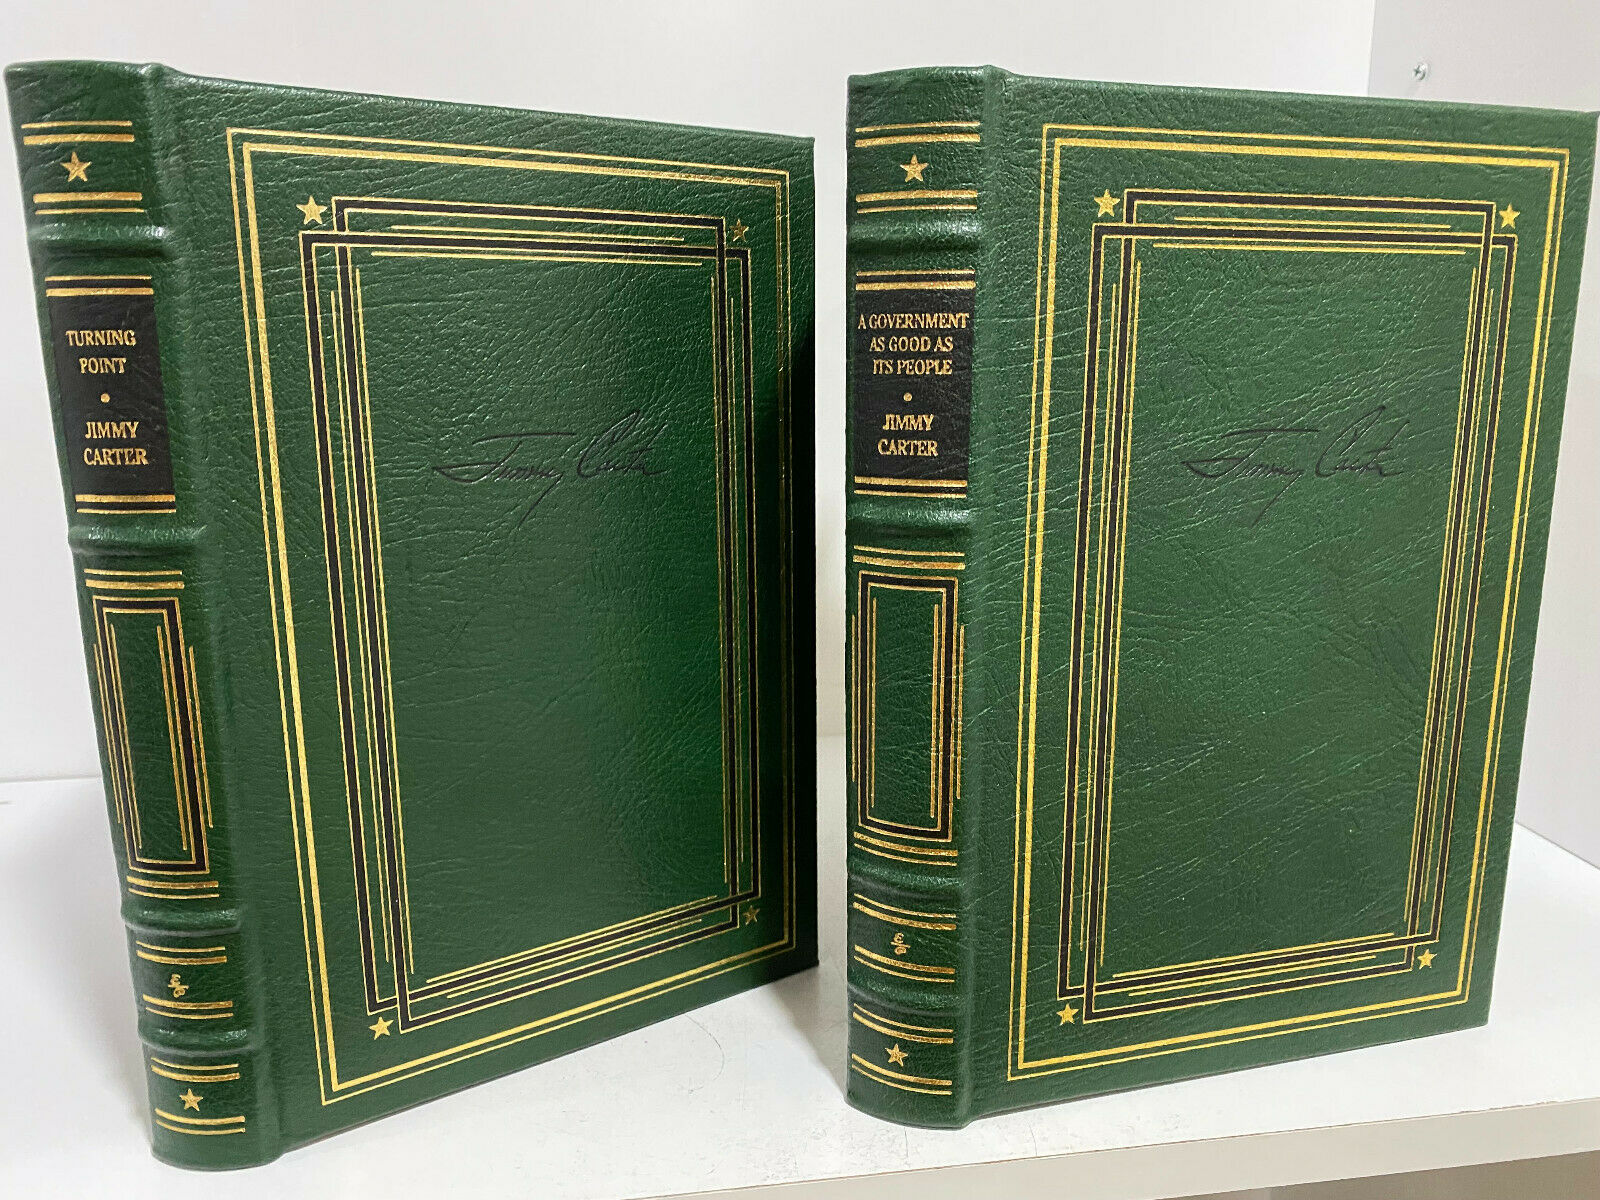 TURNING
POINT
JIMMY
CARTER
Jimmy Carter
A GOVERNMENT
AS GOOD AS
ITS PEOPLE
JIMMY
CARTER
Jimmy Carter